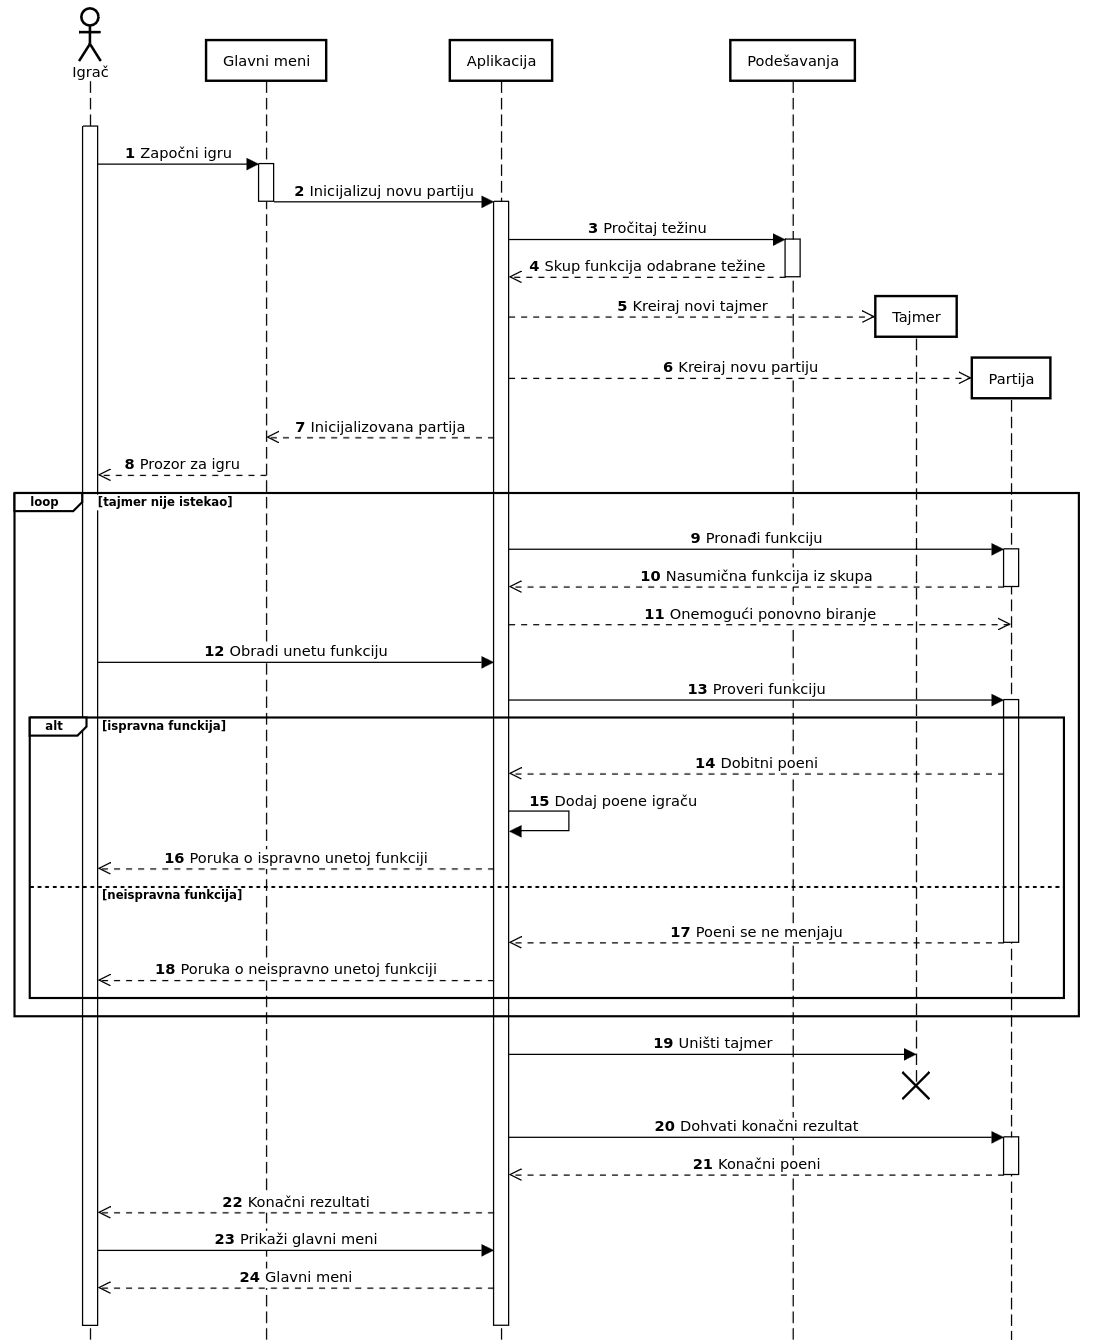 Igrač
Glavni meni
Aplikacija
Podešavanja
1 Započni igru
2 Inicijalizuj novu partiju
3 Pročitaj težinu
4 Skup funkcija odabrane težine
5 Kreiraj novi tajmer
Tajmer
6 Kreiraj novu partiju
Partija
7 Inicijalizovana partija
8 Prozor za igru
loop
[tajmer nije istekao]
9 Pronađi funkciju
10 Nasumična funkcija iz skupa
11 Onemogući ponovno biranje
12 Obradi unetu funkciju
13 Proveri funkciju
alt
[ispravna funckija]
14 Dobitni poeni
15 Dodaj poene igraču
16 Poruka o ispravno unetoj funkciji
[neispravna funkcija]
17 Poeni se ne menjaju
18 Poruka o neispravno unetoj funkciji
19 Uništi tajmer
20 Dohvati konačni rezultat
21 Konačni poeni
22 Konačni rezultati
23 Prikaži glavni meni
24 Glavni meni